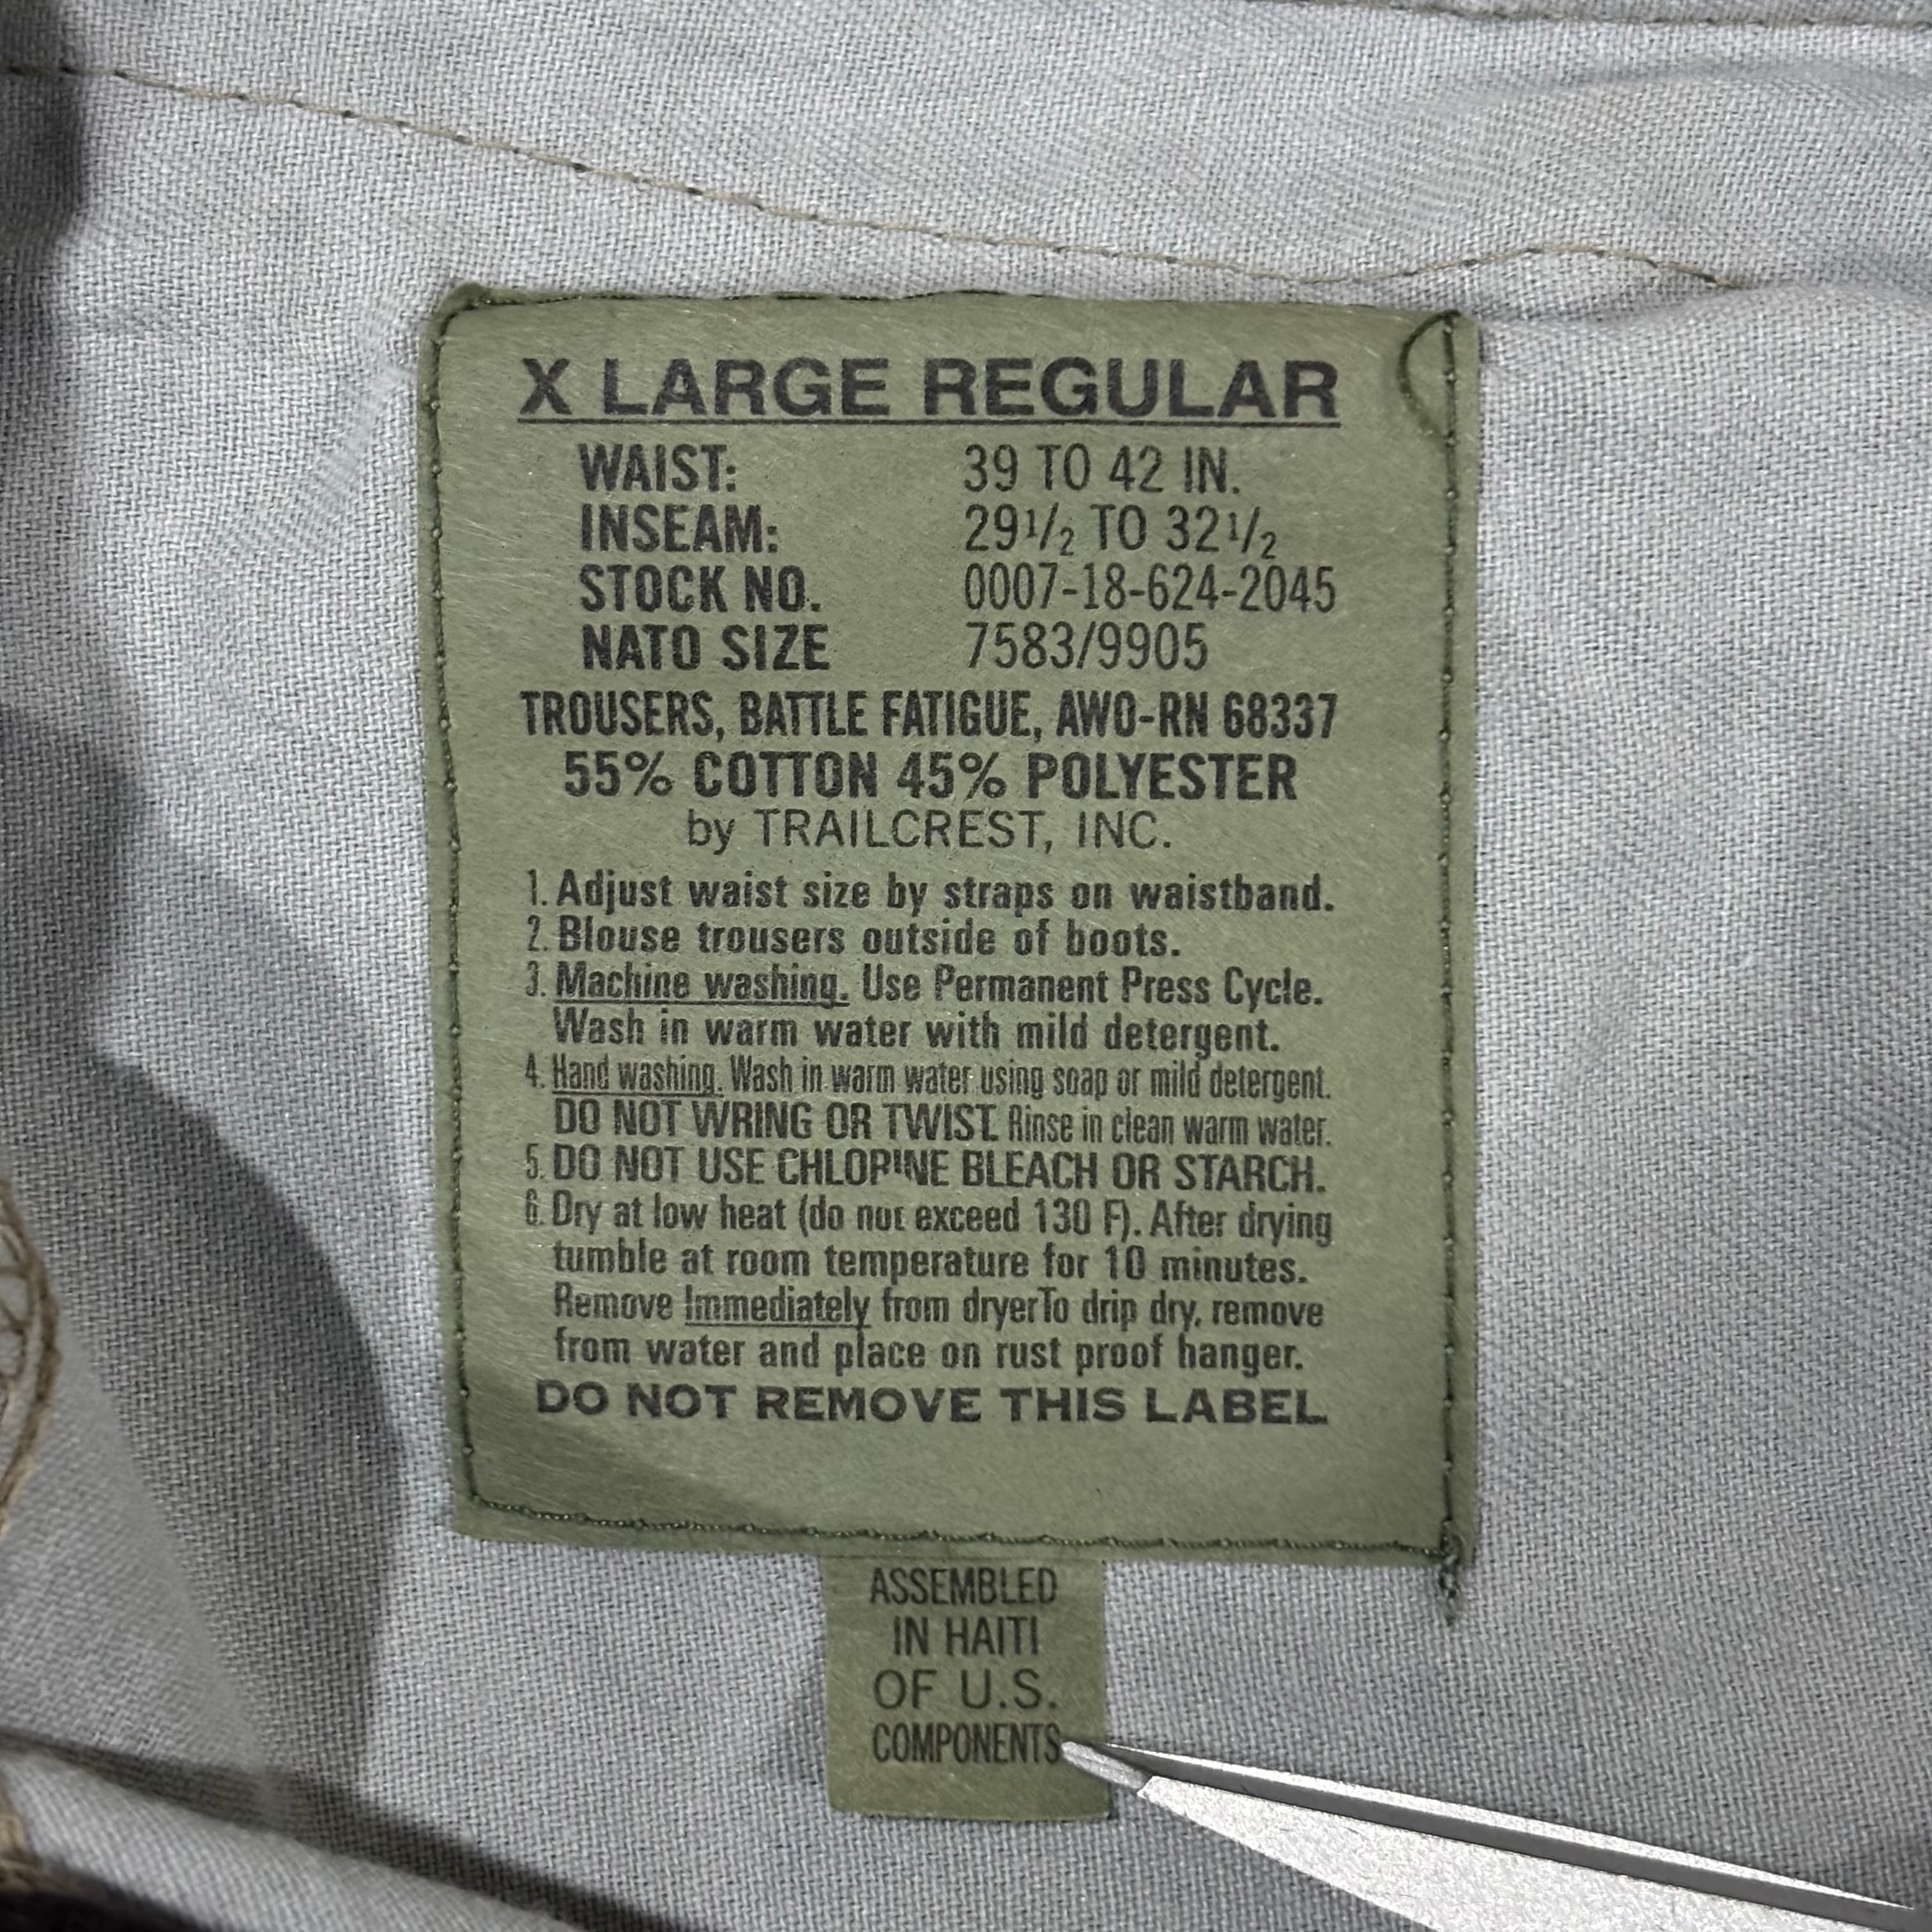 X LARGE REGULAR
WAIST: 39 TO 42 IN.
INSEAM: 29 1/2 TO 32 1/2
STOCK NO. 0007-18-624-2045
NATO SIZE 7583/9905
TROUSERS, BATTLE FATIGUE, AWO-RN 68337
55% COTTON 45% POLYESTER
by TRAILCREST, INC.
1. Adjust waist size by straps on waistband.
2. Blouse trousers outside of boots.
3. Machine washing. Use Permanent Press Cycle.
Wash in warm water with mild detergent.
4. Hand washing. Wash in warm water using soap or mild detergent.
DO NOT WRING OR TWIST. Rinse in clean warm water.
5. DO NOT USE CHLORINE BLEACH OR STARCH.
6. Dry at low heat (do not exceed 130 F). After drying
tumble at room temperature for 10 minutes.
Remove Immediately from dryer To drip dry, remove
from water and place on rust proof hanger.
DO NOT REMOVE THIS LABEL
ASSEMBLED
IN HAITI
OF U.S.
COMPONENTS